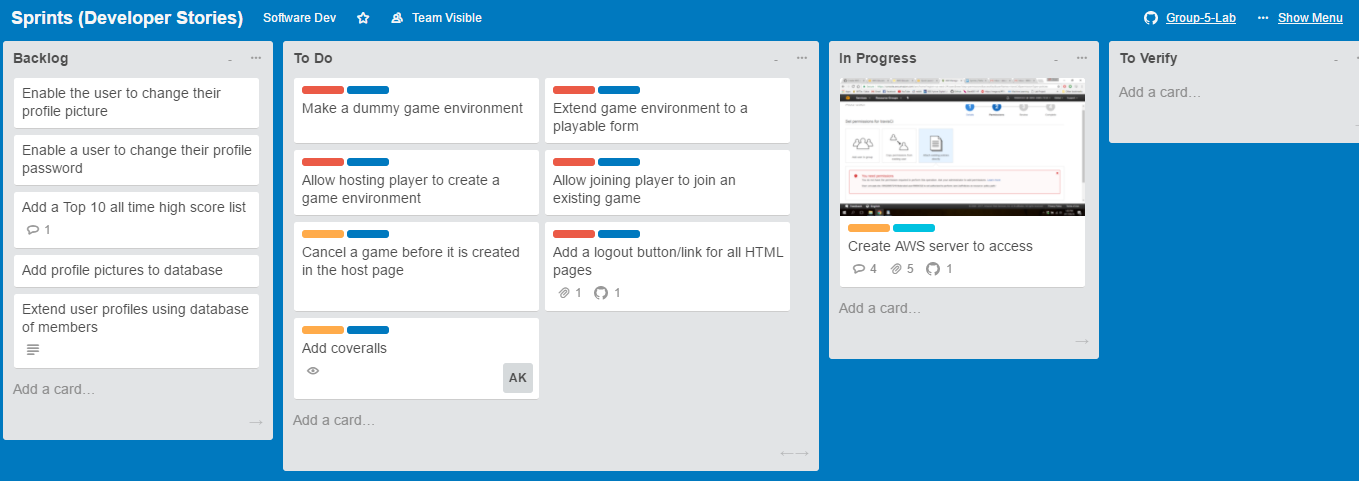 Sprints (Developer Stories) Software Dev Team Visible Group-5-Lab ... Show Menu
Backlog
Enable the user to change their
profile picture
Enable a user to change their profile
password
Add a Top 10 all time high score list
1
Add profile pictures to database
Extend user profiles using database
of members
Add a card…
To Do
Make a dummy game environment
Extend game environment to a
playable form
Allow hosting player to create a
game environment
Allow joining player to join an
existing game
Cancel a game before it is created
in the host page
Add a logout button/link for all HTML
pages
1 1
Add coveralls
AK
Add a card…
In Progress
Create AWS server to access
4 5 1
Add a card…
To Verify
Add a card…